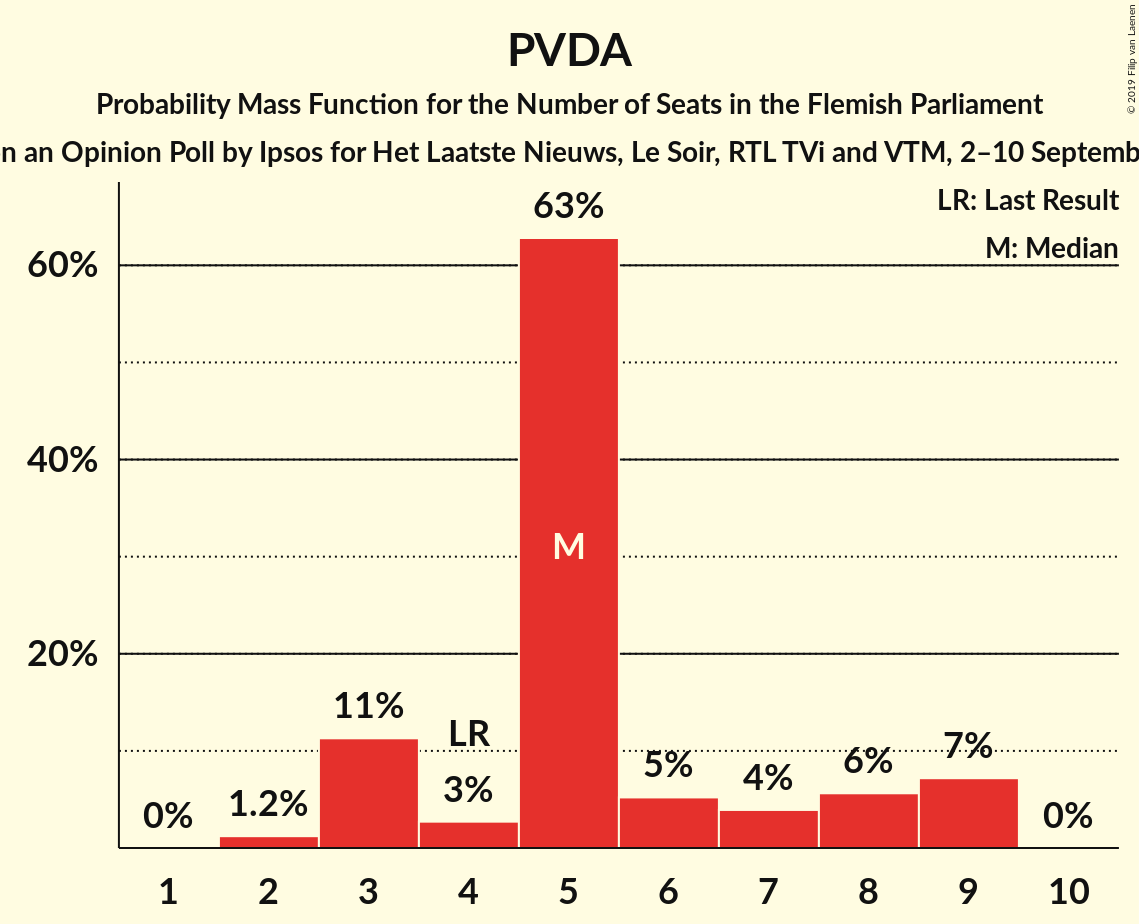 PVDA
Probability Mass Function for the Number of Seats in the Flemish Parliament
n an Opinion Poll by Ipsos for Het Laatste Nieuws, Le Soir, RTL TVi and VTM, 2–10 Septemb
© 2019 Filip van Laenen
LR: Last Result
M: Median
60%
40%
20%
0%
1.2%
11%
LR
3%
63%
M
5%
4%
6%
7%
0%
1 2 3 4 5 6 7 8 9 10